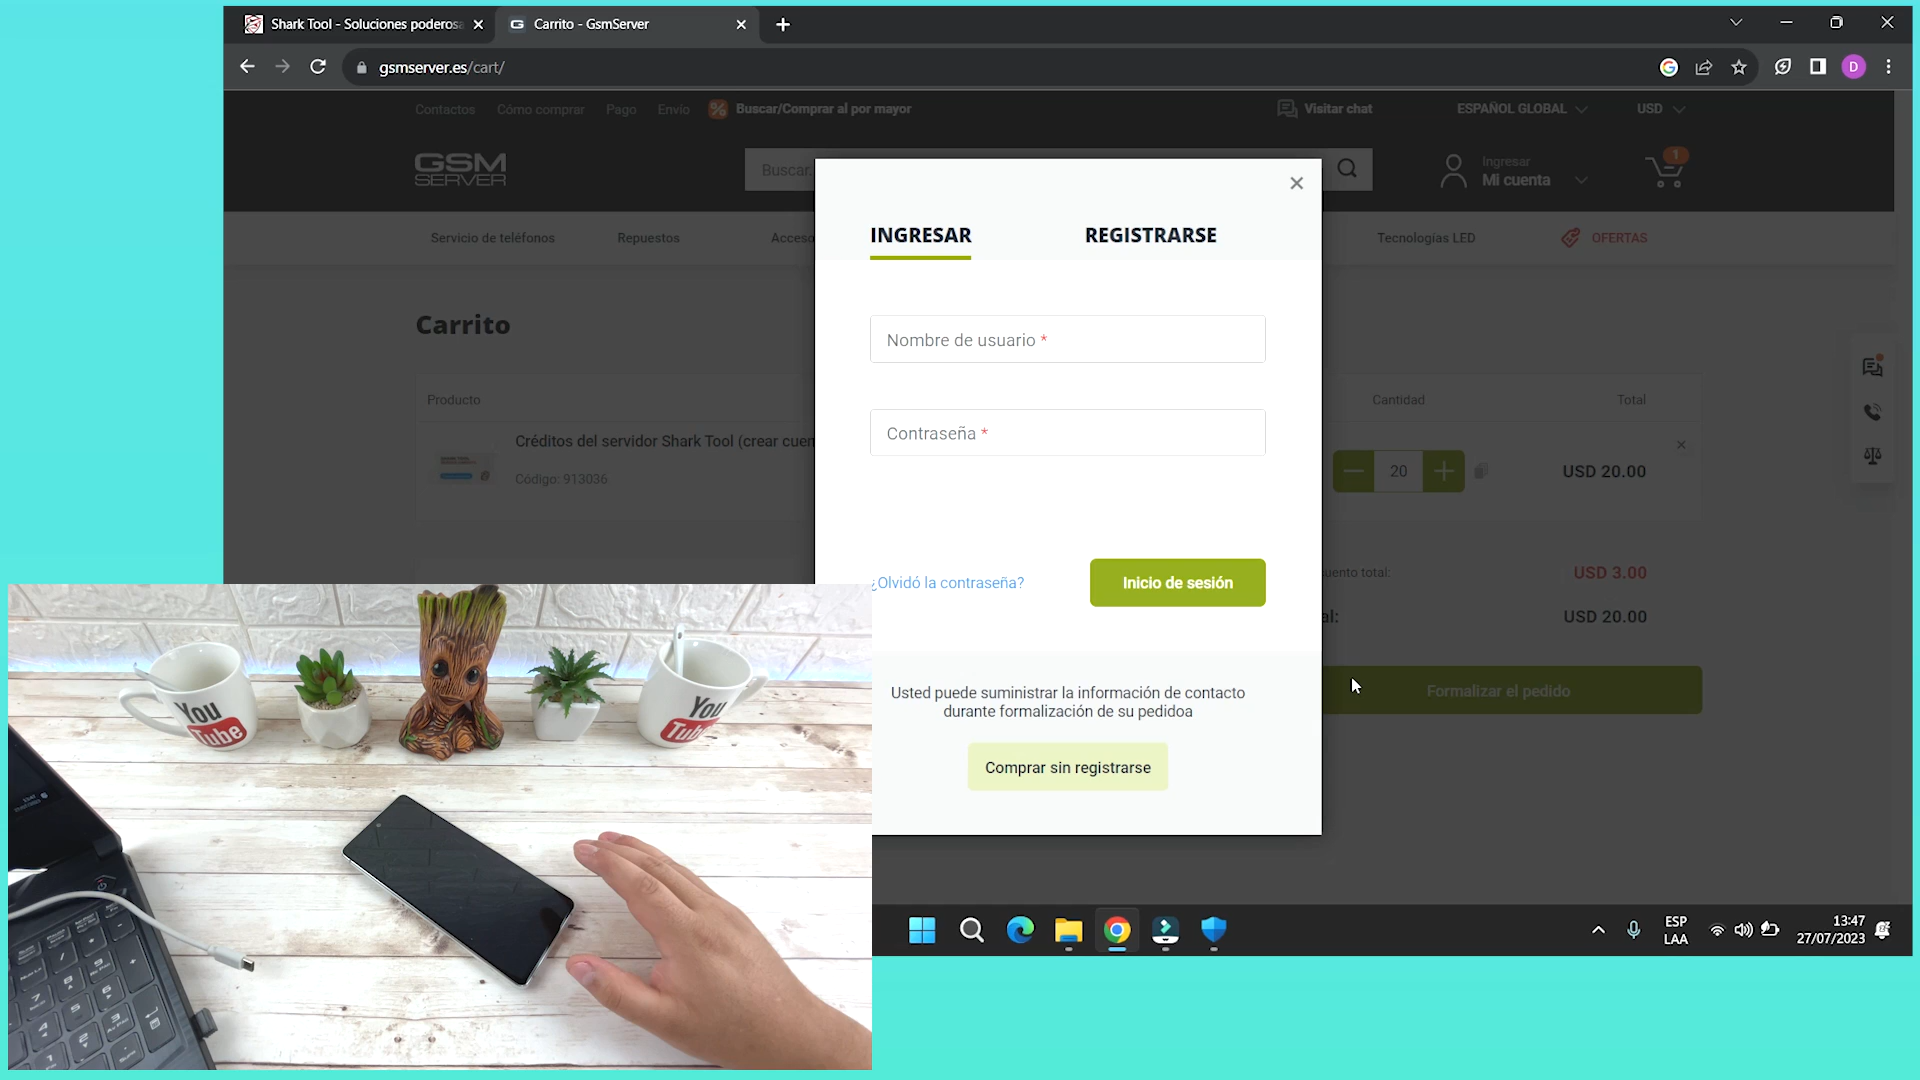 Shark Tool - Soluciones poderosa
Carrito - GsmServer
gsmserver.es/cart/
D
Contactos
Cómo comprar
Pago
Envío
Buscar/Comprar al por mayor
Visitar chat
ESPAÑOL GLOBAL
USD
GSM
SERVER
Buscar.
Ingresar
Mi cuenta
1
Servicio de teléfonos
Repuestos
Acceso
Tecnologías LED
OFERTAS
INGRESAR
REGISTRARSE
Carrito
Nombre de usuario *
Producto
Cantidad
Total
Créditos del servidor Shark Tool (crear cuen
Contraseña *
Código: 913036
20
USD 20.00
¿Olvidó la contraseña?
Inicio de sesión
uento total:
USD 3.00
al:
USD 20.00
Usted puede suministrar la información de contacto
durante formalización de su pedidoa
Formalizar el pedido
Comprar sin registrarse
You
Tube
You
Tube
ESP
LAA
13:47
27/07/2023